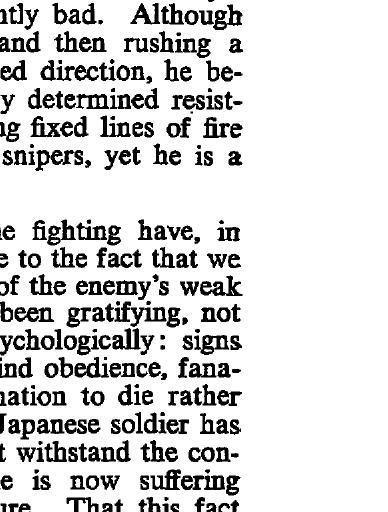 ntly bad. Although
and then rushing a
ed direction, he be-
y determined resist-
ng fixed lines of fire
snipers, yet he is a
e fighting have, in
e to the fact that we
of the enemy's weak
been gratifying, not
ychologically: signs
ind obedience, fana-
nation to die rather
Japanese soldier has
t withstand the con-
e is now suffering
ure. That this fact